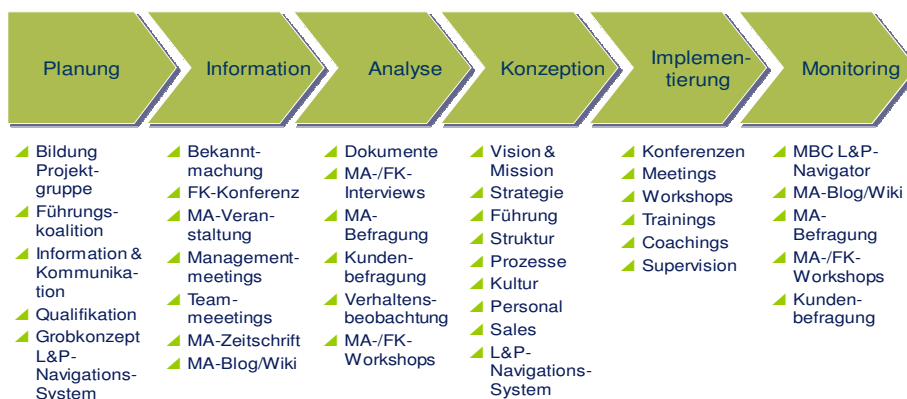 Planung
Information
Analyse
Konzeption
Implemen-
tierung
Monitoring
Bildung
Projekt-
gruppe
Führungs-
koalition
Information &
Kommunika-
tion
Qualifikation
Grobkonzept
L&P-
Navigations-
System
Bekannt-
machung
FK-Konferenz
MA-Veran-
staltung
Management-
meetings
Team-
meeetings
MA-Zeitschrift
MA-Blog/Wiki
Dokumente
MA-/FK-
Interviews
MA-
Befragung
Kunden-
befragung
Verhaltens-
beobachtung
MA-/FK-
Workshops
Vision &
Mission
Strategie
Führung
Struktur
Prozesse
Kultur
Personal
Sales
L&P-
Navigations-
System
Konferenzen
Meetings
Workshops
Trainings
Coachings
Supervision
MBC L&P-
Navigator
MA-Blog/Wiki
MA-
Befragung
MA-/FK-
Workshops
Kunden-
befragung